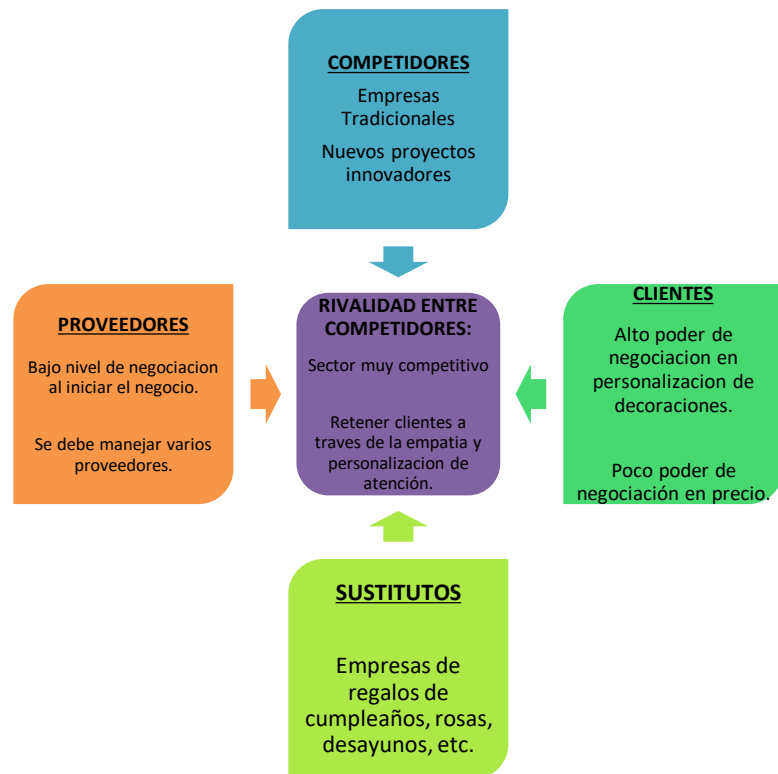 COMPETIDORES
Empresas
Tradicionales
Nuevos proyectos
innovadores
PROVEEDORES
Bajo nivel de negociacion
al iniciar el negocio.
Se debe manejar varios
proveedores.
RIVALIDAD ENTRE
COMPETIDORES:
Sector muy competitivo
Retener clientes a
traves de la empatia y
personalizacion de
atención.
CLIENTES
Alto poder de
negociacion en
personalizacion de
decoraciones.
Poco poder de
negociación en precio.
SUSTITUTOS
Empresas de
regalos de
cumpleaños, rosas,
desayunos, etc.